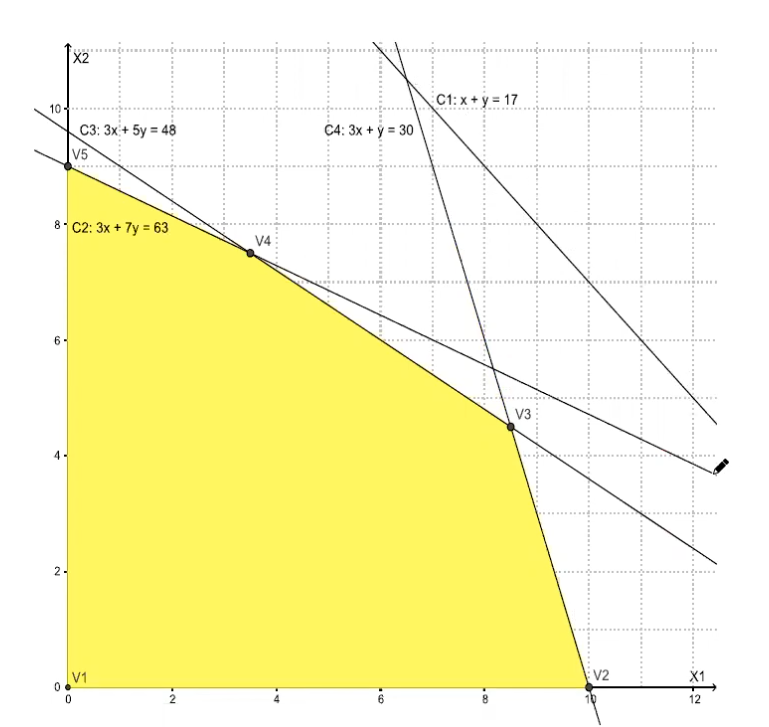 X2
10
C1: x + y = 17
C3: 3x + 5y = 48
C4: 3x + y = 30
V5
8
C2: 3x + 7y = 63
V4
6
V3
4
2
V1
V2
X1
0
0
2
4
6
8
10
12